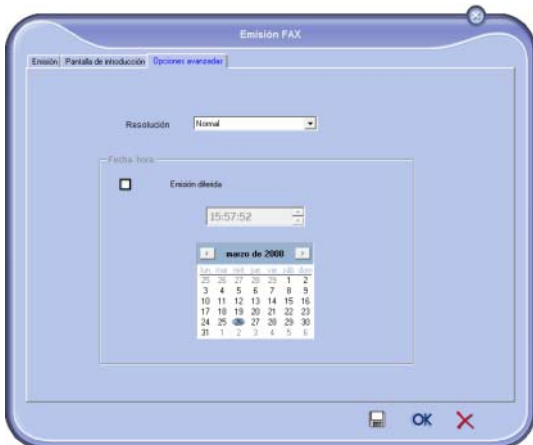 Emisión FAX
Emisión Pantalla de introducción Opciones avanzadas
Resolución Normal
Fecha hora
Emisión diferida
15:57:52
marzo de 2008
lun mar mié jue vie sáb dom
25 26 27 28 29 1 2
3 4 5 6 7 8 9
10 11 12 13 14 15 16
17 18 19 20 21 22 23
24 25 26 27 28 29 30
31 1 2 3 4 5 6
OK